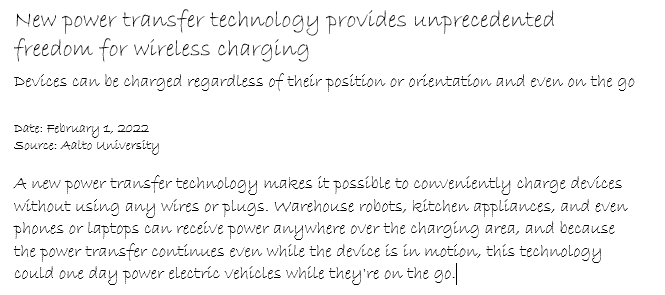 New power transfer technology provides unprecedented
freedom for wireless charging
Devices can be charged regardless of their position or orientation and even on the go
Date: February 1, 2022
Source: Aalto University
A new power transfer technology makes it possible to conveniently charge devices
without using any wires or plugs. Warehouse robots, kitchen appliances, and even
phones or laptops can receive power anywhere over the charging area, and because
the power transfer continues even while the device is in motion, this technology
could one day power electric vehicles while they're on the go.